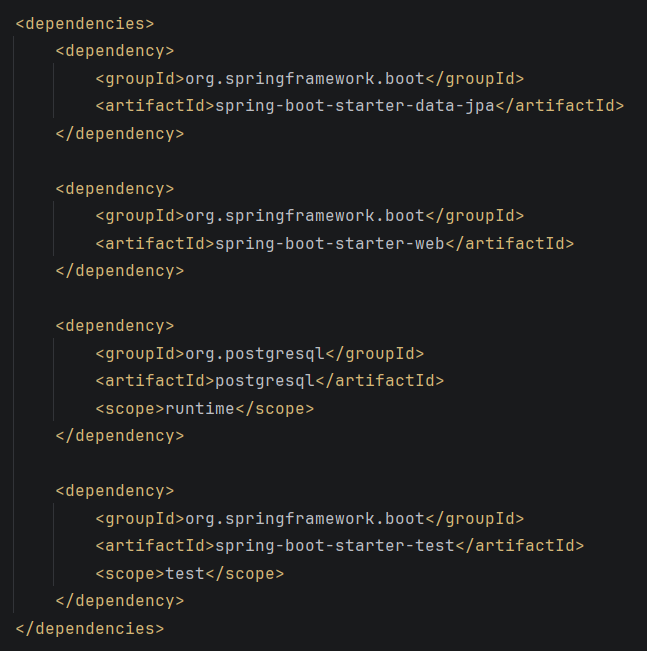 <dependencies>
    <dependency>
        <groupId>org.springframework.boot</groupId>
        <artifactId>spring-boot-starter-data-jpa</artifactId>
    </dependency>

    <dependency>
        <groupId>org.springframework.boot</groupId>
        <artifactId>spring-boot-starter-web</artifactId>
    </dependency>

    <dependency>
        <groupId>org.postgresql</groupId>
        <artifactId>postgresql</artifactId>
        <scope>runtime</scope>
    </dependency>

    <dependency>
        <groupId>org.springframework.boot</groupId>
        <artifactId>spring-boot-starter-test</artifactId>
        <scope>test</scope>
    </dependency>
</dependencies>